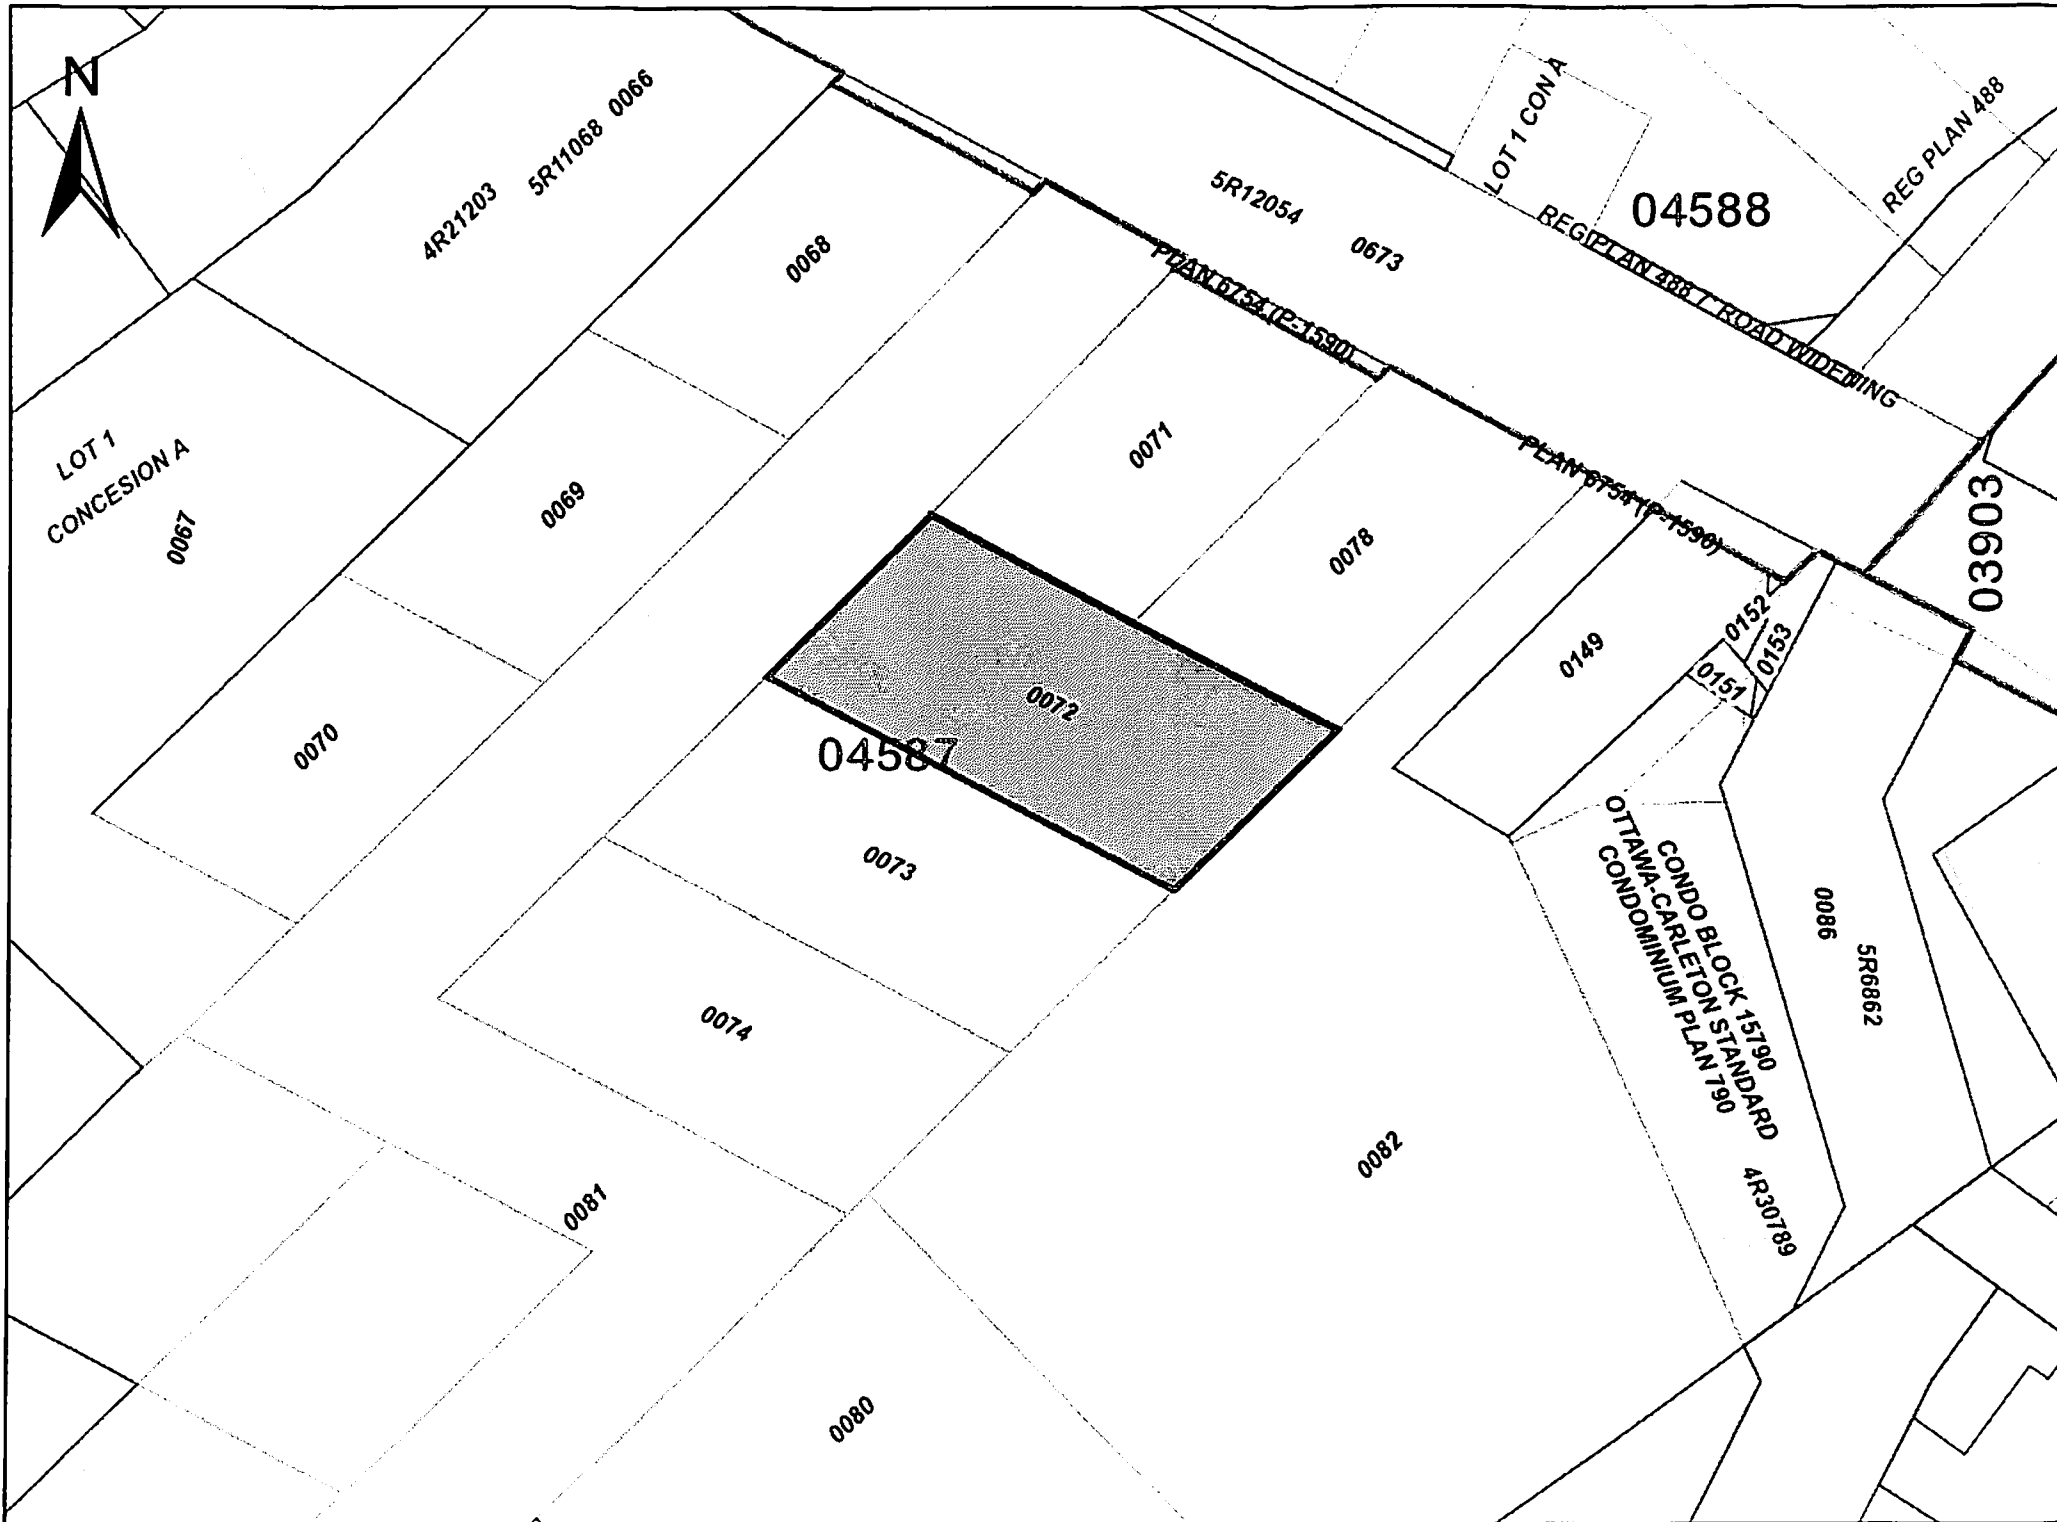 N
4R21203
5R11068
0066
0068
5R12054
0673
LOT 1 CON A
04588
REG PLAN 488
REG PLAN 488 / ROAD WIDENING
PLAN 6754 (P-1590)
PLAN 6754 (P-1590)
LOT 1
CONCESION A
0067
0069
0071
0078
03903
0070
0072
04587
0149
0152
0153
0151
0073
0074
CONDO BLOCK 15790
OTTAWA-CARLETON STANDARD
CONDOMINIUM PLAN 790
0086
5R6862
0082
4R30789
0081
0080